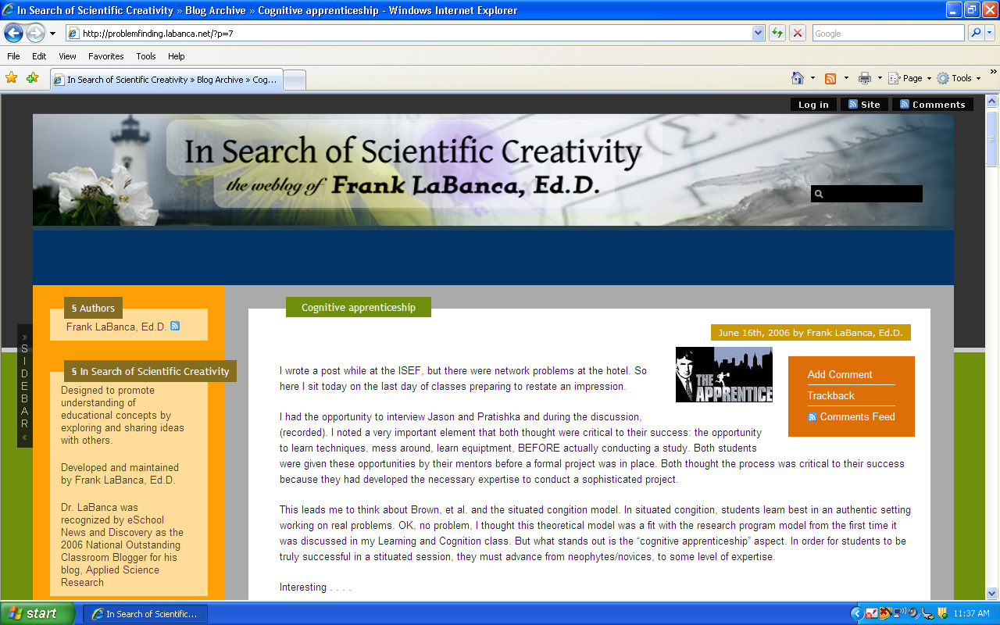 In Search of Scientific Creativity » Blog Archive » Cognitive apprenticeship - Windows Internet Explorer
http://problemfinding.labanca.net/?p=7
Google
File Edit View Favorites Tools Help
In Search of Scientific Creativity » Blog Archive » Cog...
Page Tools »
Log in Site Comments
In Search of Scientific Creativity
the weblog of Frank LaBanca, Ed.D.
» SIDEBAR «
§ Authors
Frank LaBanca, Ed.D.
§ In Search of Scientific Creativity
Designed to promote
understanding of
educational concepts by
exploring and sharing ideas
with others.
Developed and maintained
by Frank LaBanca, Ed.D.
Dr. LaBanca was
recognized by eSchool
News and Discovery as the
2006 National Outstanding
Classroom Blogger for his
blog, Applied Science
Research
Cognitive apprenticeship
June 16th, 2006 by Frank LaBanca, Ed.D.
THE
APPRENTICE
Add Comment
Trackback
Comments Feed
I wrote a post while at the ISEF, but there were network problems at the hotel. So
here I sit today on the last day of classes preparing to restate an impression.
I had the opportunity to interview Jason and Pratishka and during the discussion,
(recorded). I noted a very important element that both thought were critical to their success: the opportunity
to learn techniques, mess around, learn equiptment, BEFORE actually conducting a study. Both students
were given these opportunities by their mentors before a formal project was in place. Both thought the process was critical to their success
because they had developed the necessary expertise to conduct a sophisticated project.
This leads me to think about Brown, et al. and the situated congition model. In situated congition, students learn best in an authentic setting
working on real problems. OK, no problem, I thought this theoretical model was a fit with the research program model from the first time it
was discussed in my Learning and Cognition class. But what stands out is the “cognitive apprenticeship” aspect. In order for students to be
truly successful in a stituated session, they must advance from neophytes/novices, to some level of expertise.
Interesting . . . .
start
In Search of Scientific...
11:37 AM